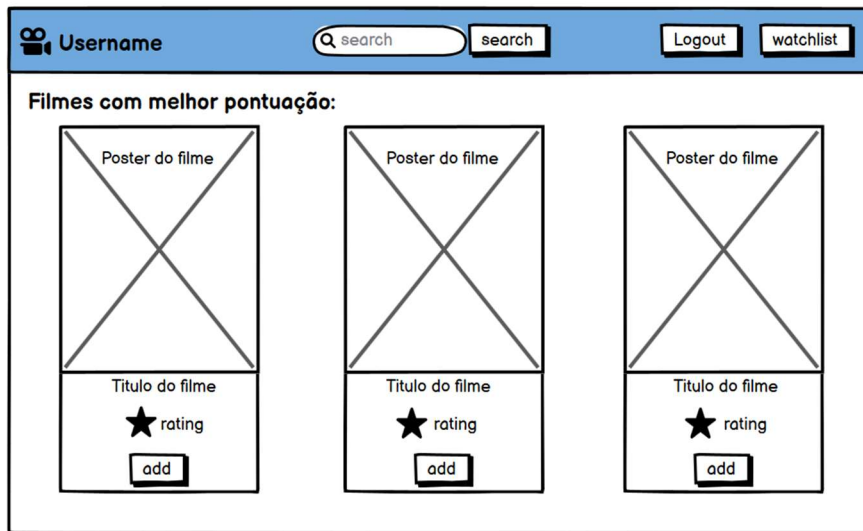 Username
search
search
Logout
watchlist
Filmes com melhor pontuação:
Poster do filme
Poster do filme
Poster do filme
Titulo do filme
Titulo do filme
Titulo do filme
rating
rating
rating
add
add
add